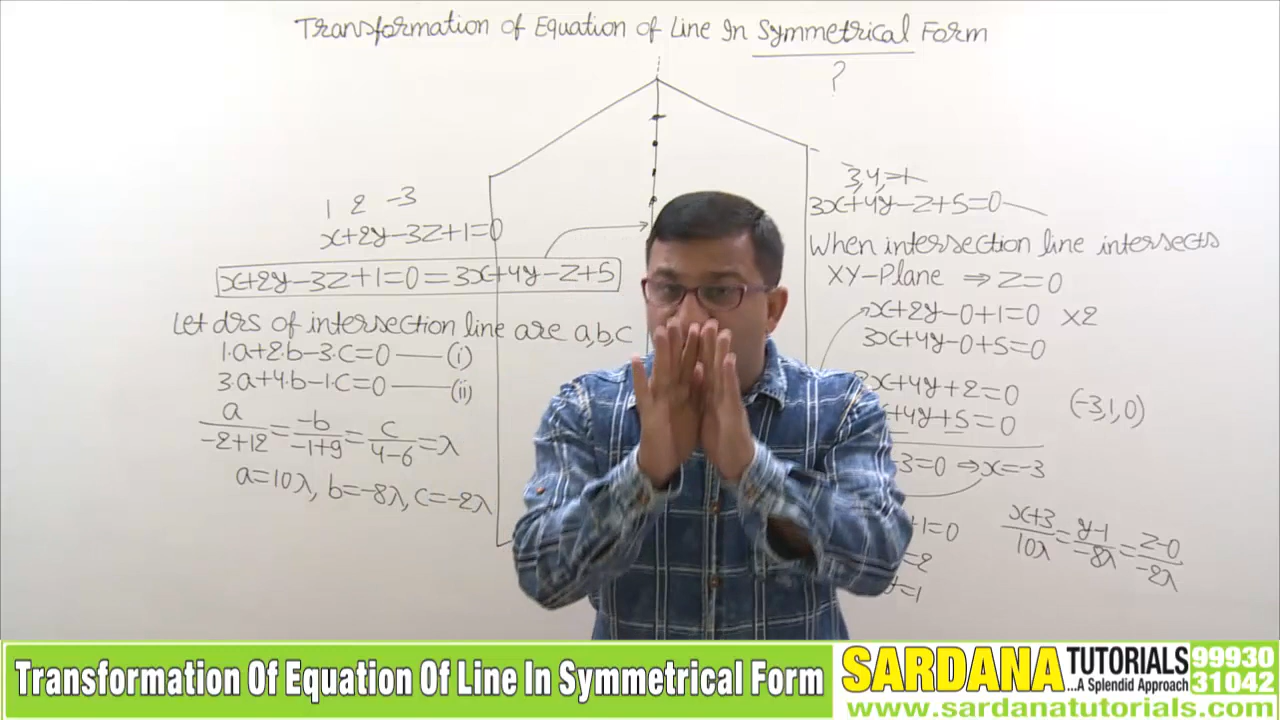 Transformation of Equation of Line In Symmetrical Form
?
1 2 -3
x+2y-3z+1=0
x+2y-3z+1=0=3x+4y-z+5
Let drs of intersection line are a,b,c
1·a+2·b-3·c=0 —— (i)
3·a+4·b-1·c=0 —— (ii)
a/(-2+12) = -b/(-1+9) = c/(4-6) = λ
a=10λ, b=-8λ, c=-2λ
3,4,-1
3x+4y-z+5=0
When intersection line intersects
XY-Plane ⇒ z=0
x+2y-0+1=0 ×2
3x+4y-0+5=0
x+4y+2=0
+4y+5=0
(-3,1,0)
-3=0 ⇒ x=-3
+1=0
=2
=1
(x+3)/10λ = (y-1)/-8λ = (z-0)/-2λ
Transformation Of Equation Of Line In Symmetrical Form
SARDANA TUTORIALS 99930
...A Splendid Approach 31042
www.sardanatutorials.com